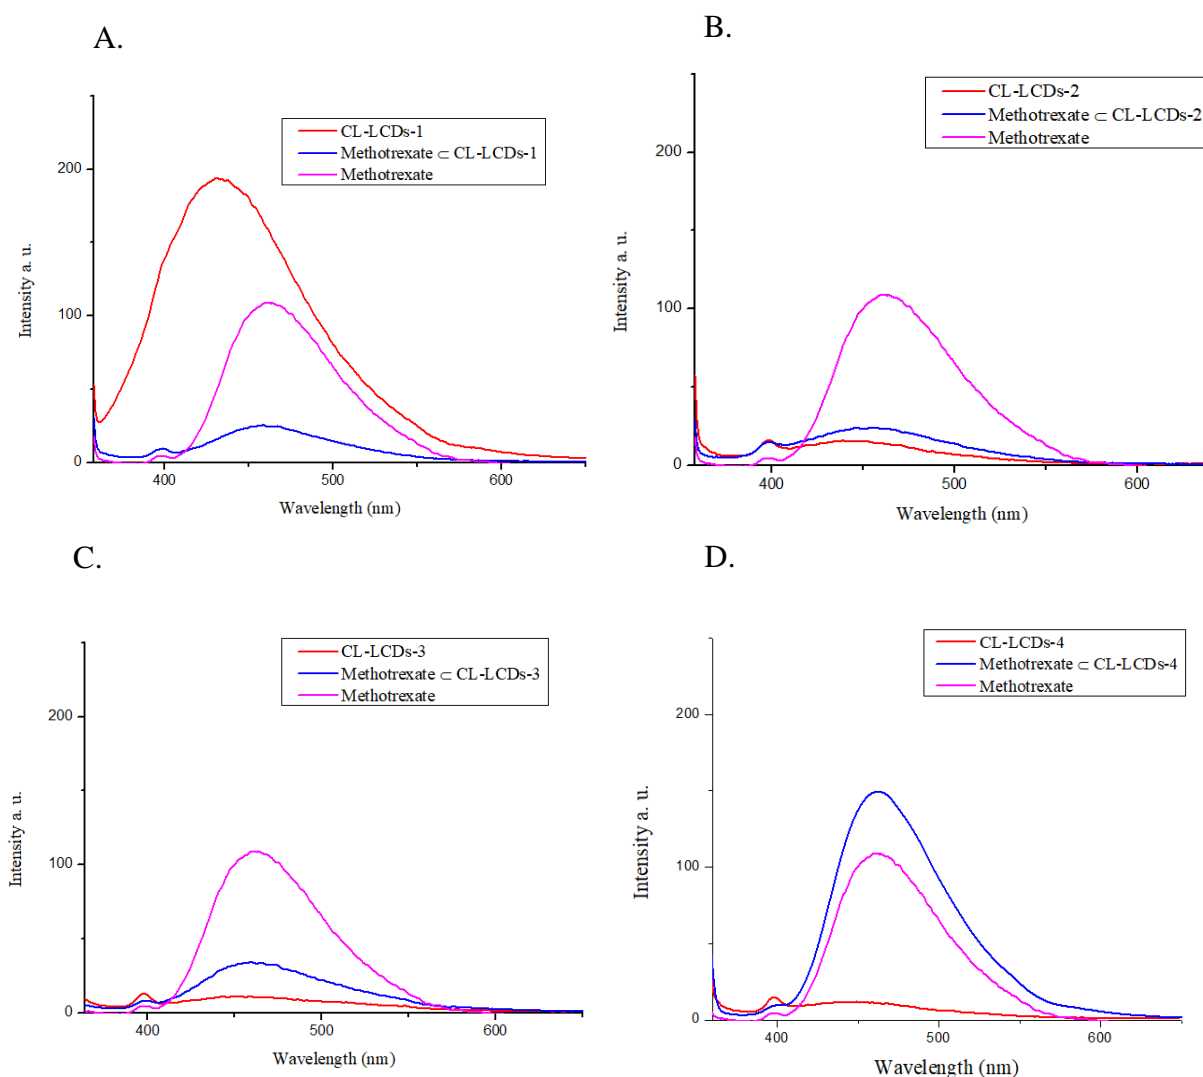 A.
CL-LCDs-1
Methotrexate ⊂ CL-LCDs-1
Methotrexate
200
100
0
400
500
600
Intensity a. u.
Wavelength (nm)
B.
CL-LCDs-2
Methotrexate ⊂ CL-LCDs-2
Methotrexate
200
100
0
400
500
600
Intensity a. u.
Wavelength (nm)
C.
CL-LCDs-3
Methotrexate ⊂ CL-LCDs-3
Methotrexate
200
100
0
400
500
600
Intensity a. u.
Wavelength (nm)
D.
CL-LCDs-4
Methotrexate ⊂ CL-LCDs-4
Methotrexate
200
100
0
400
500
600
Intensity a. u.
Wavelength (nm)